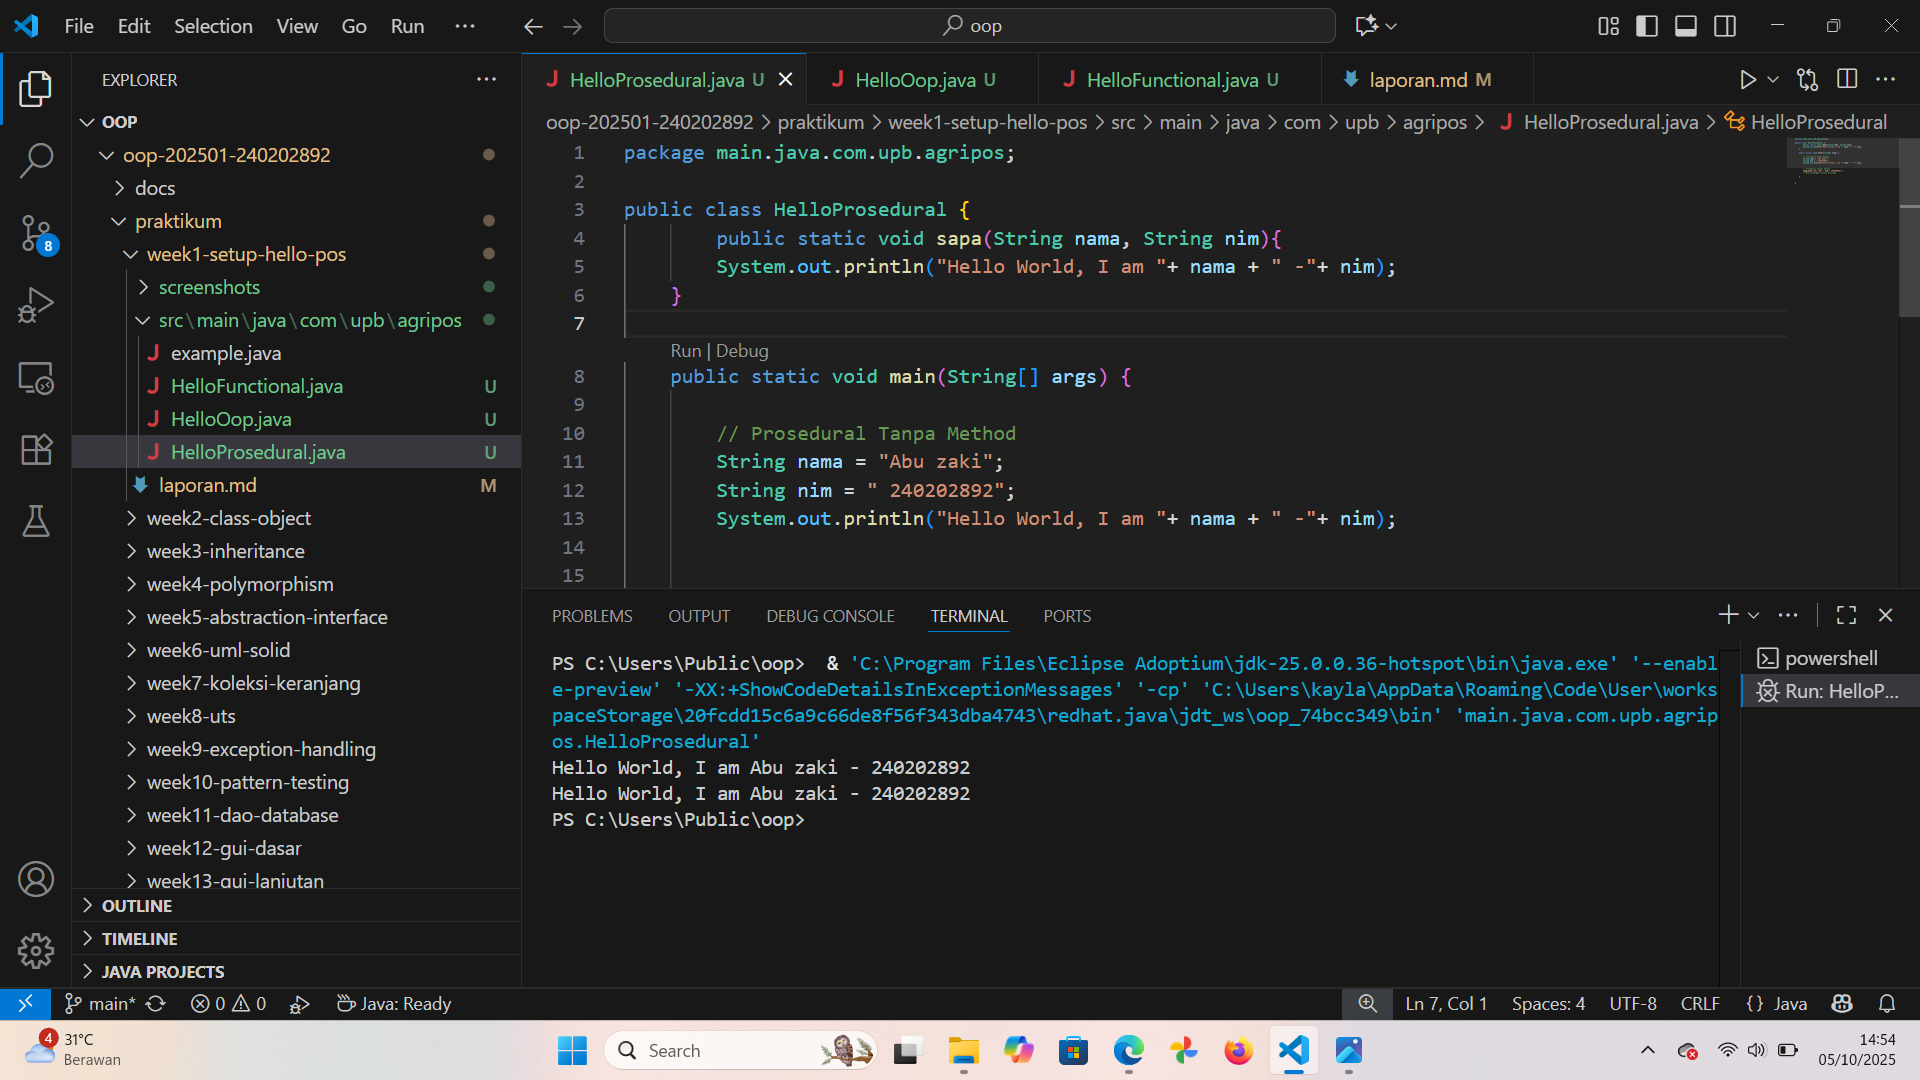 File Edit Selection View Go Run ···
oop
EXPLORER
OOP
oop-202501-240202892
docs
praktikum
week1-setup-hello-pos
screenshots
src\main\java\com\upb\agripos
example.java
HelloFunctional.java U
HelloOop.java U
HelloProsedural.java U
laporan.md M
week2-class-object
week3-inheritance
week4-polymorphism
week5-abstraction-interface
week6-uml-solid
week7-koleksi-keranjang
week8-uts
week9-exception-handling
week10-pattern-testing
week11-dao-database
week12-gui-dasar
week13-gui-lanjutan
OUTLINE
TIMELINE
JAVA PROJECTS
8
HelloProsedural.java U HelloOop.java U HelloFunctional.java U laporan.md M
oop-202501-240202892 > praktikum > week1-setup-hello-pos > src > main > java > com > upb > agripos > HelloProsedural.java > HelloProsedural
1 package main.java.com.upb.agripos;
2
3 public class HelloProsedural {
4 public static void sapa(String nama, String nim){
5 System.out.println("Hello World, I am "+ nama + " -"+ nim);
6 }
7
Run | Debug
8 public static void main(String[] args) {
9
10 // Prosedural Tanpa Method
11 String nama = "Abu zaki";
12 String nim = " 240202892";
13 System.out.println("Hello World, I am "+ nama + " -"+ nim);
14
15
PROBLEMS OUTPUT DEBUG CONSOLE TERMINAL PORTS
PS C:\Users\Public\oop>  & 'C:\Program Files\Eclipse Adoptium\jdk-25.0.0.36-hotspot\bin\java.exe' '--enabl
e-preview' '-XX:+ShowCodeDetailsInExceptionMessages' '-cp' 'C:\Users\kayla\AppData\Roaming\Code\User\works
paceStorage\20fcdd15c6a9c66de8f56f343dba4743\redhat.java\jdt_ws\oop_74bcc349\bin' 'main.java.com.upb.agrip
os.HelloProsedural'
Hello World, I am Abu zaki - 240202892
Hello World, I am Abu zaki - 240202892
PS C:\Users\Public\oop>
powershell
Run: HelloP...
main* 0 0 Java: Ready
Ln 7, Col 1 Spaces: 4 UTF-8 CRLF {} Java
4
31°C
Berawan
Search
14:54
05/10/2025